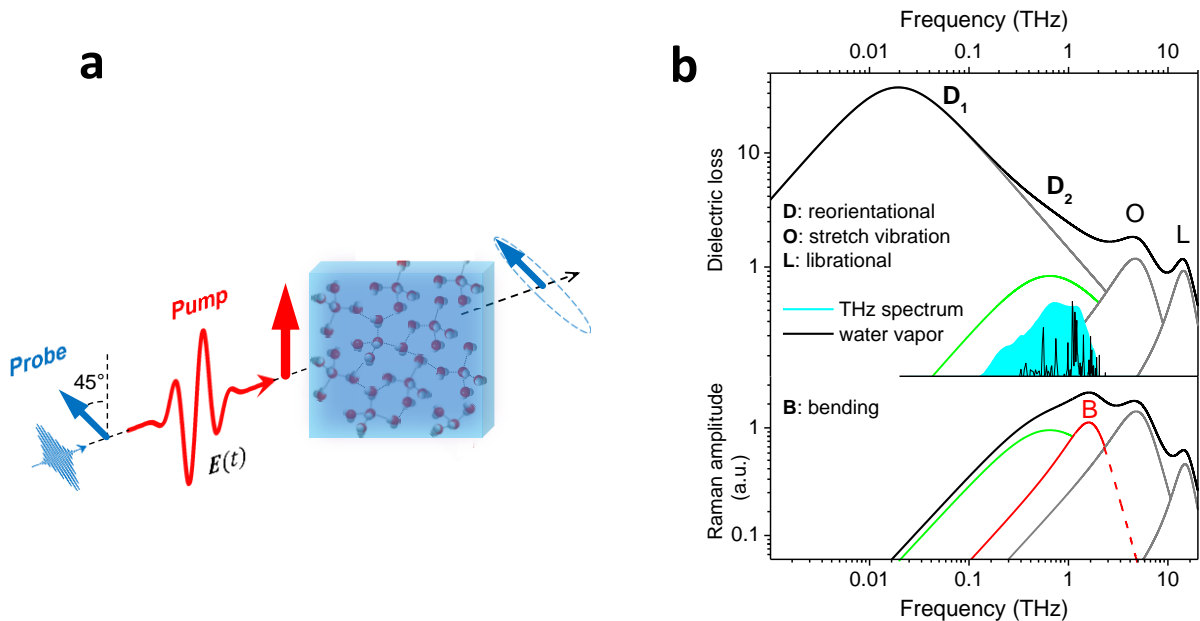 a
Pump
Probe
45°
E(t)
b
Frequency (THz)
0.01 0.1 1 10
Dielectric loss
10
1
D1
D2
O
L
D: reorientational
O: stretch vibration
L: librational
THz spectrum
water vapor
Raman amplitude
(a.u.)
1
0.1
B: bending
B
0.01 0.1 1 10
Frequency (THz)